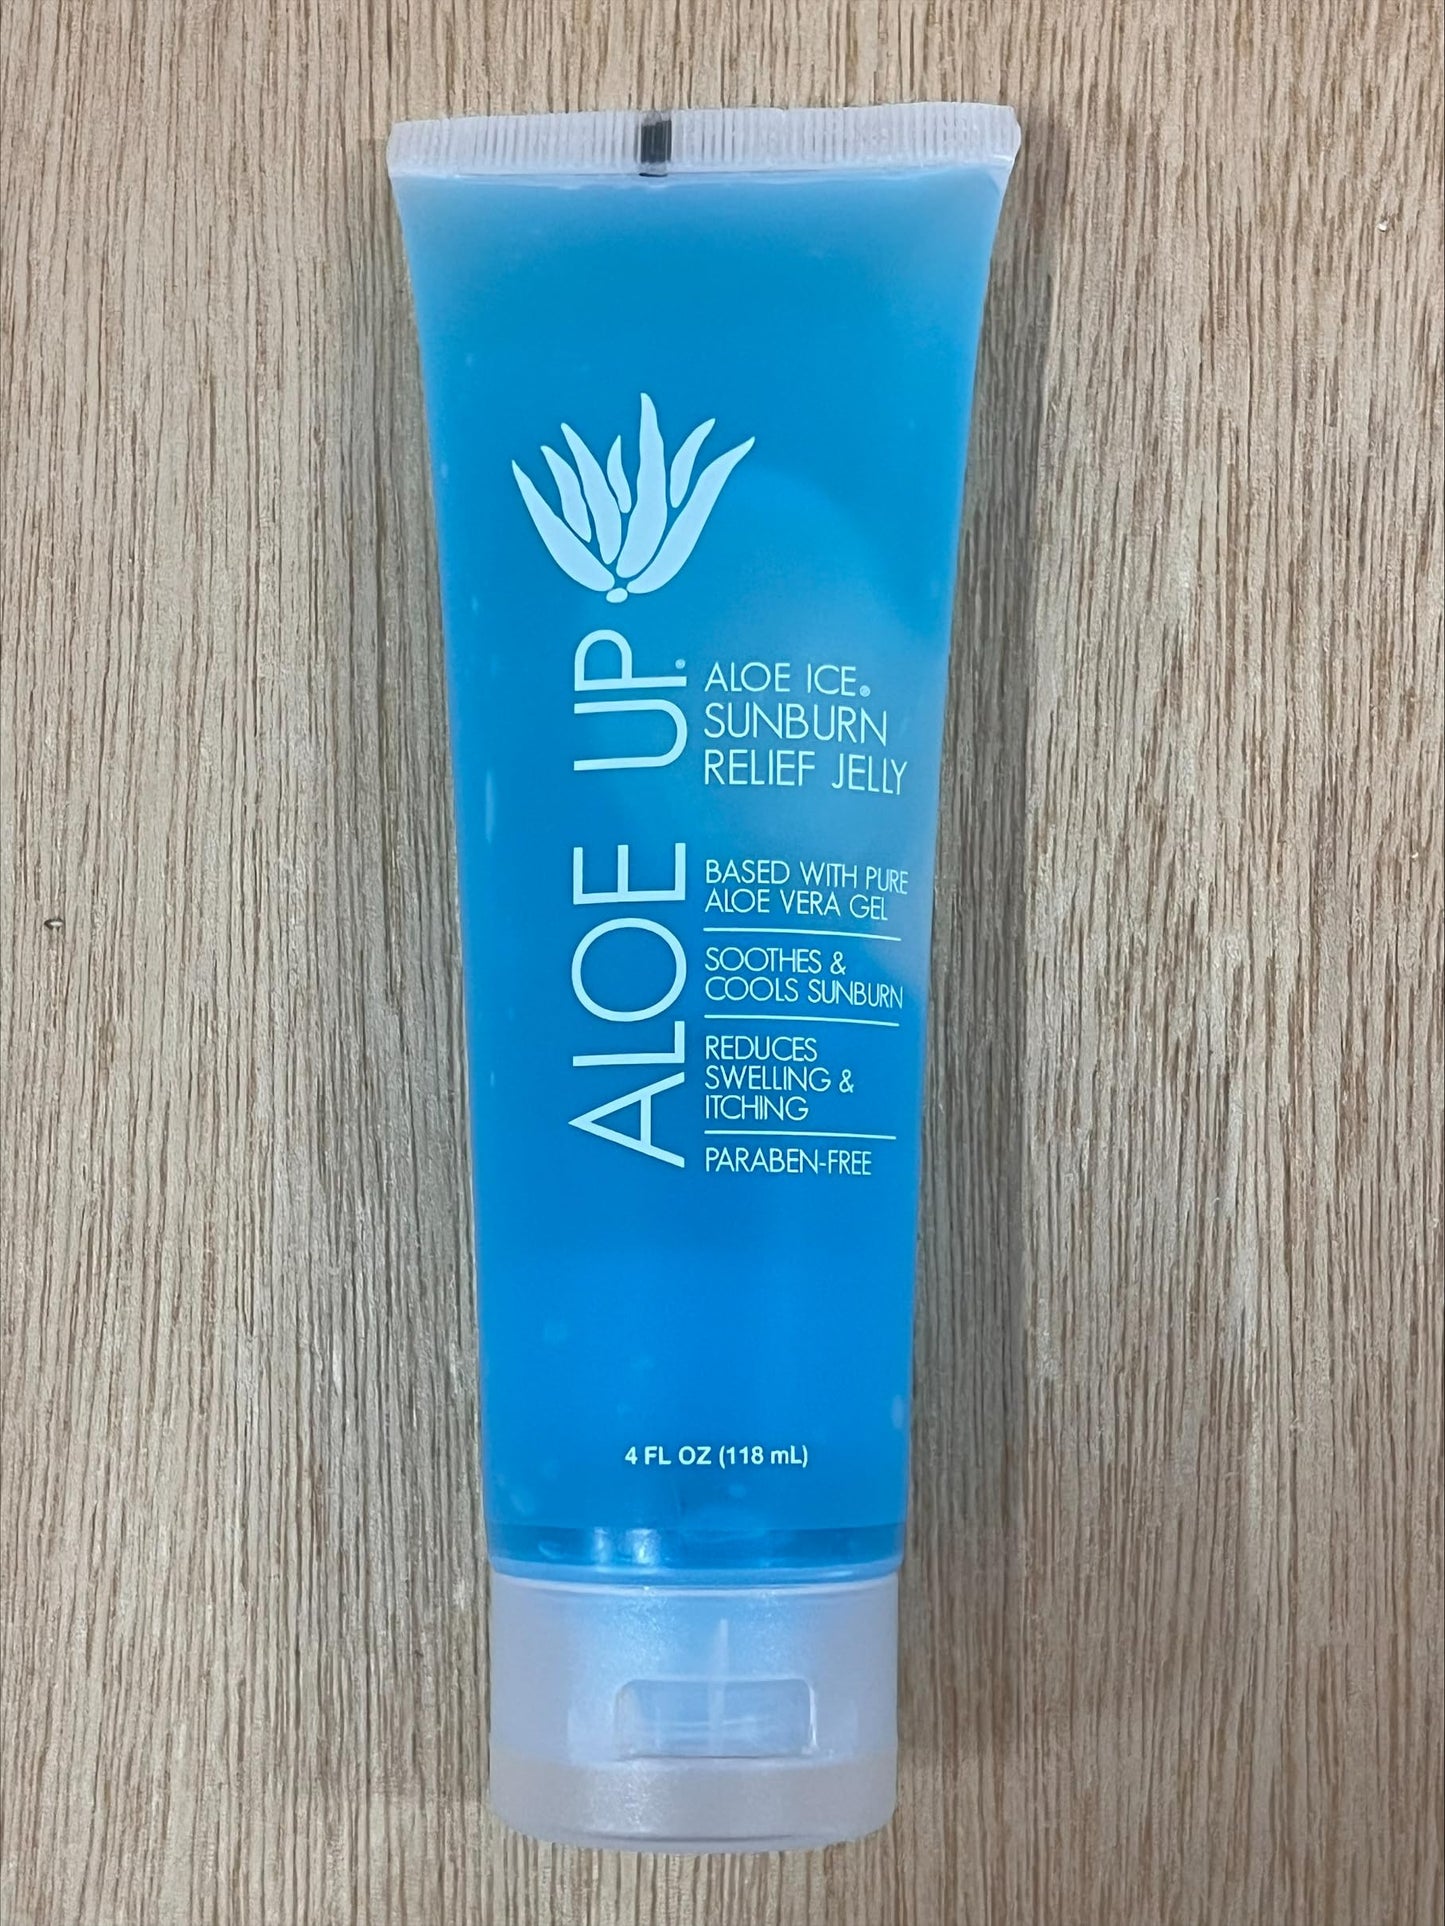 ALOE UP®
ALOE ICE®
SUNBURN
RELIEF JELLY
BASED WITH PURE
ALOE VERA GEL
SOOTHES &
COOLS SUNBURN
REDUCES
SWELLING &
ITCHING
PARABEN-FREE
4 FL OZ (118 mL)